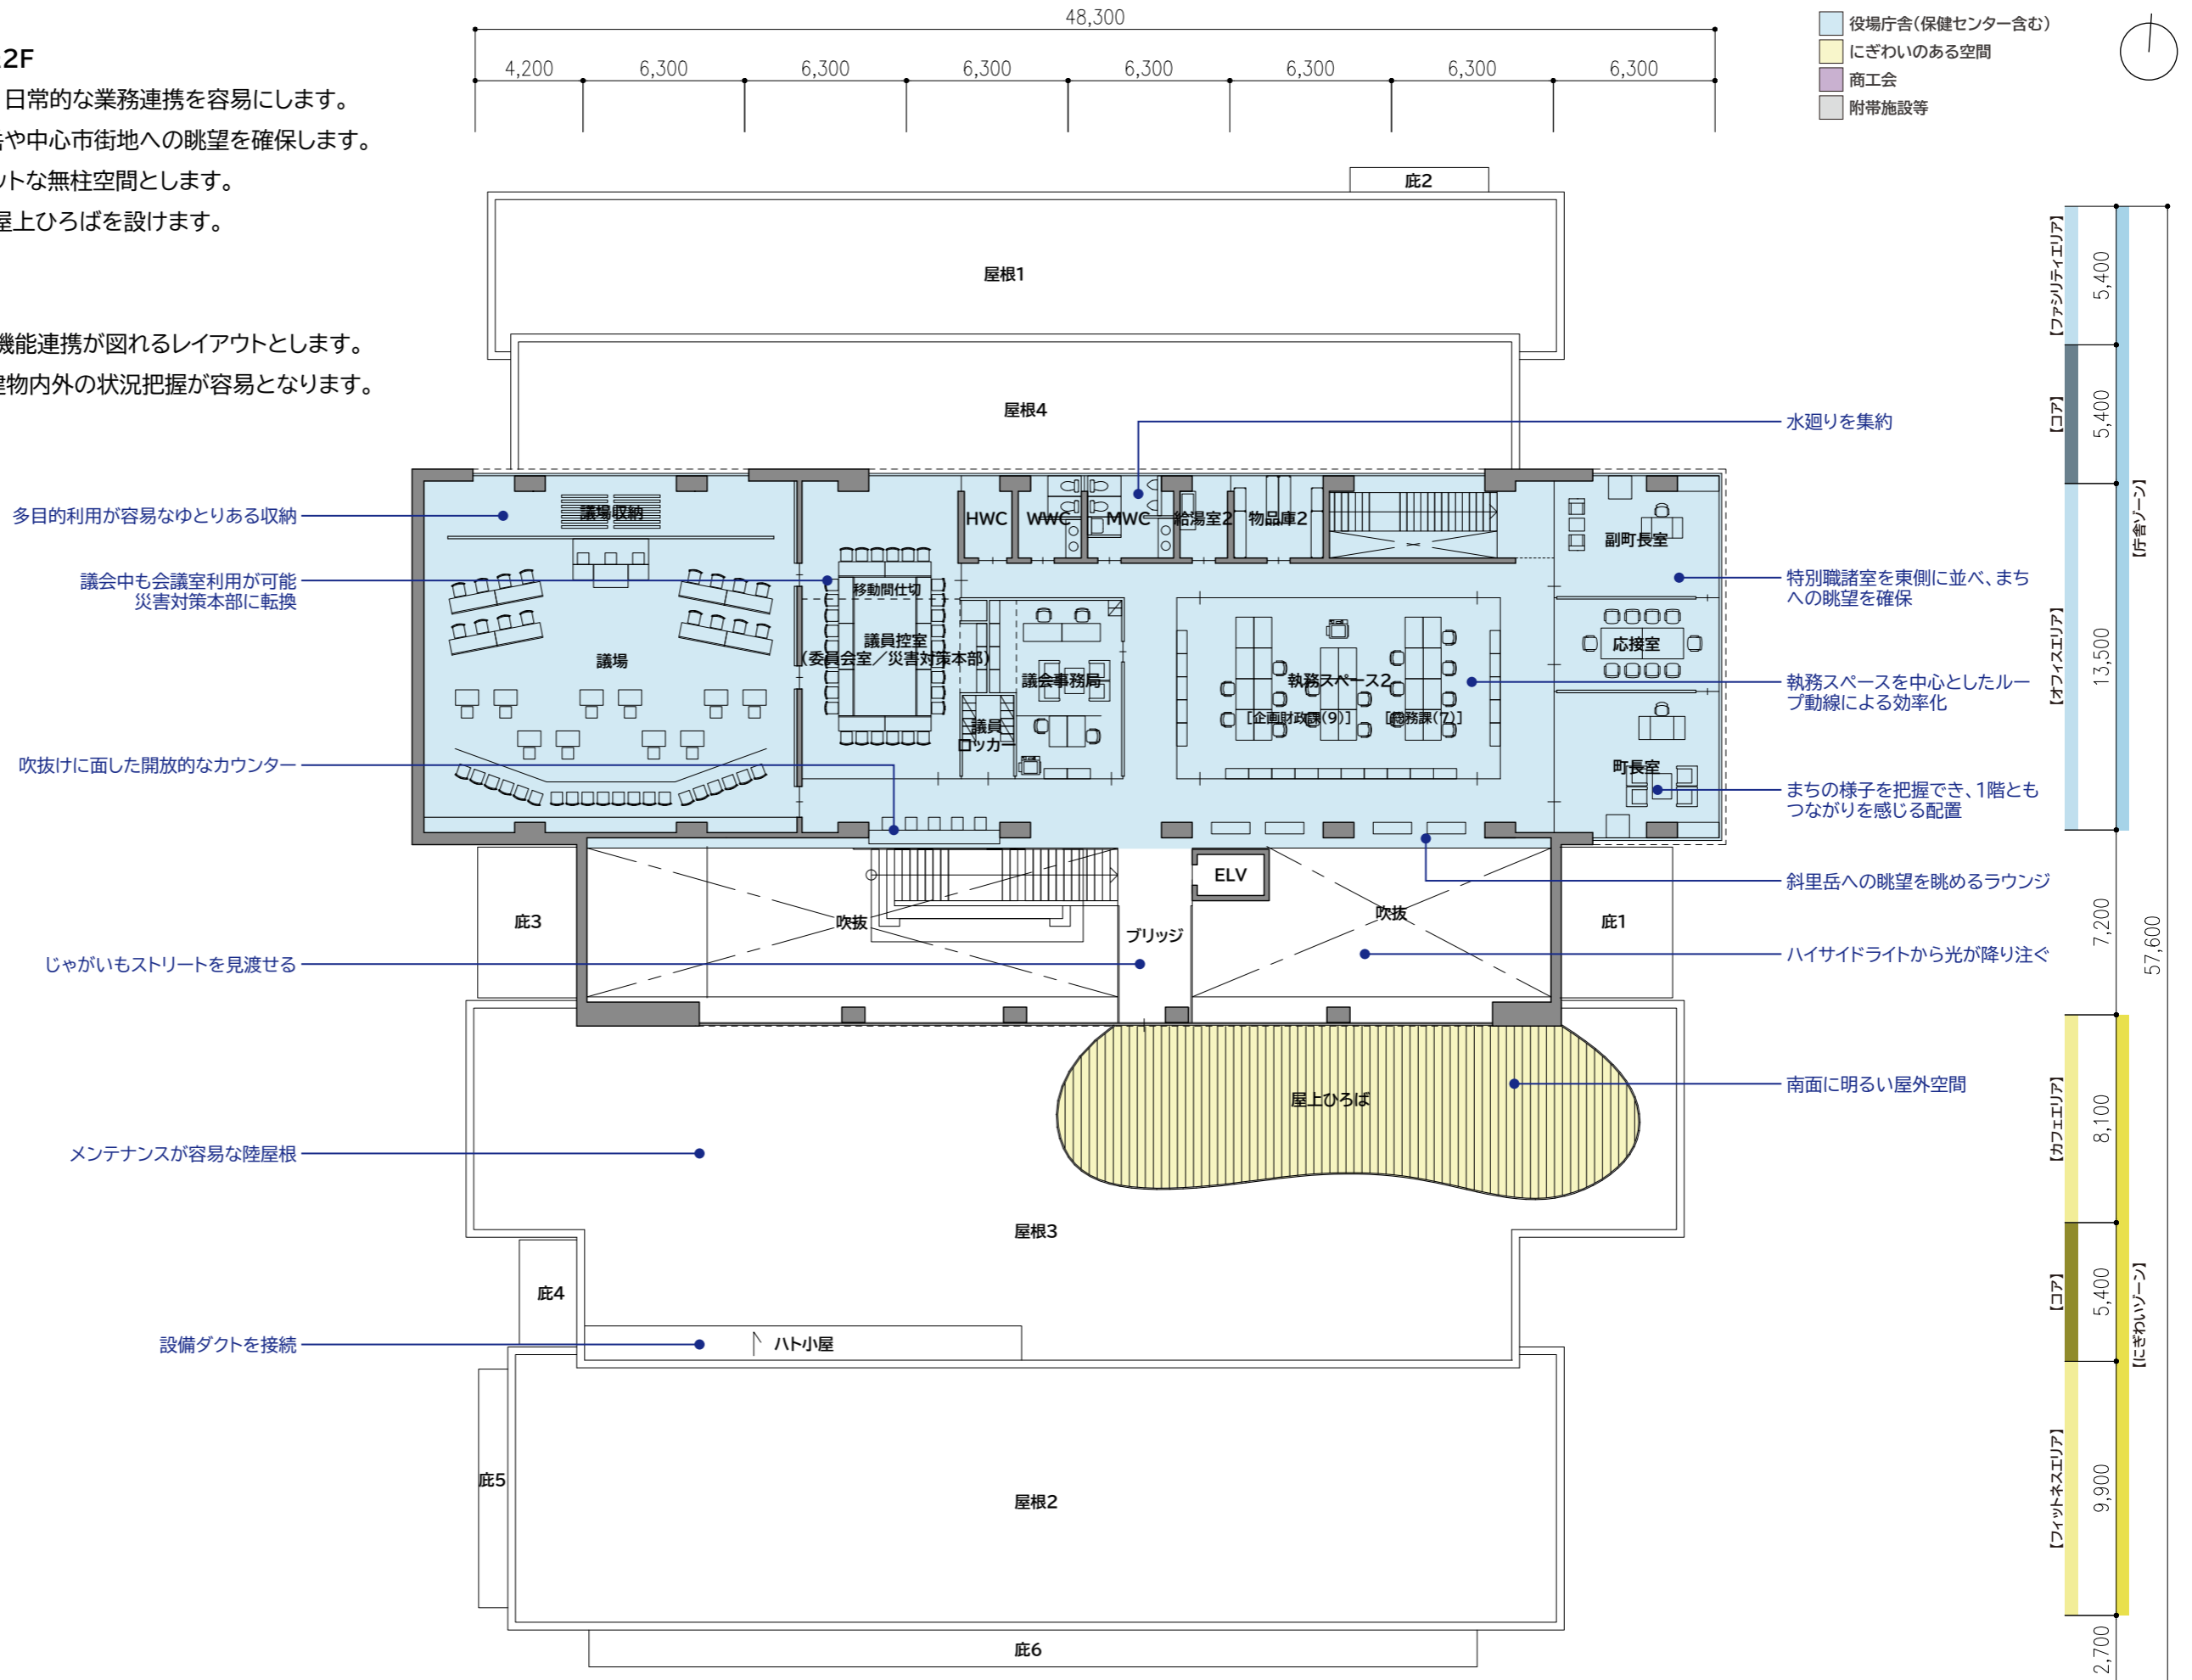 2F
日常的な業務連携を容易にします。
や中心市街地への眺望を確保します。
ットな無柱空間とします。
屋上ひろばを設けます。
機能連携が図れるレイアウトとします。
建物内外の状況把握が容易となります。
48,300
4,200 6,300 6,300 6,300 6,300 6,300 6,300 6,300
役場庁舎(保健センター含む)
にぎわいのある空間
商工会
附帯施設等
庇2
屋根1
屋根4
水廻りを集約
多目的利用が容易なゆとりある収納
議場収納
HWC
WWC
MWC
給湯室2
物品庫2
副町長室
議会中も会議室利用が可能
災害対策本部に転換
移動間仕切
特別職諸室を東側に並べ、まち
への眺望を確保
議場
議員控室
(委員会室／災害対策本部)
議会事務局
議員
ロッカー
執務スペース2
[企画財政課(9)]
[総務課(7)]
応接室
執務スペースを中心としたルー
プ動線による効率化
吹抜けに面した開放的なカウンター
町長室
まちの様子を把握でき、1階とも
つながりを感じる配置
ELV
斜里岳への眺望を眺めるラウンジ
庇3
吹抜
ブリッジ
吹抜
庇1
じゃがいもストリートを見渡せる
ハイサイドライトから光が降り注ぐ
屋上ひろば
南面に明るい屋外空間
メンテナンスが容易な陸屋根
屋根3
庇4
設備ダクトを接続
ハト小屋
庇5
屋根2
庇6
【ファシリティエリア】
5,400
【コア】
5,400
【オフィスエリア】
13,500
【庁舎ゾーン】
7,200
57,600
【カフェエリア】
8,100
【コア】
5,400
【にぎわいゾーン】
【フィットネスエリア】
9,900
2,700